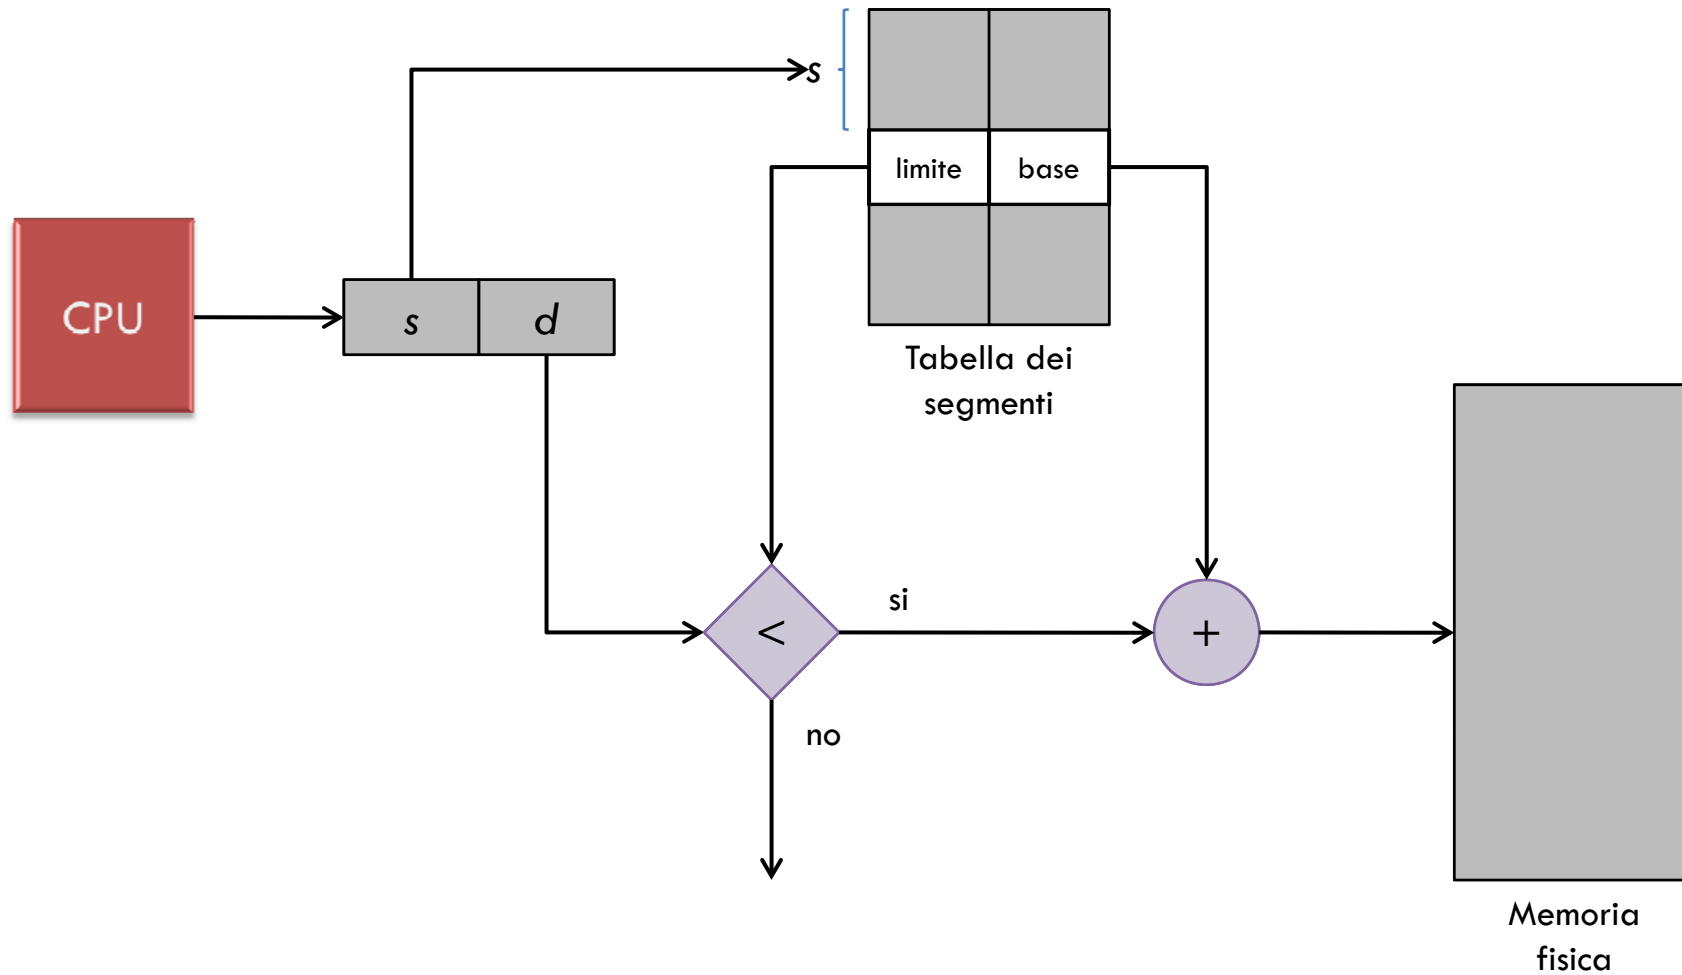 s
limite
base
CPU
s
d
Tabella dei
segmenti
si
<
+
no
Memoria
fisica